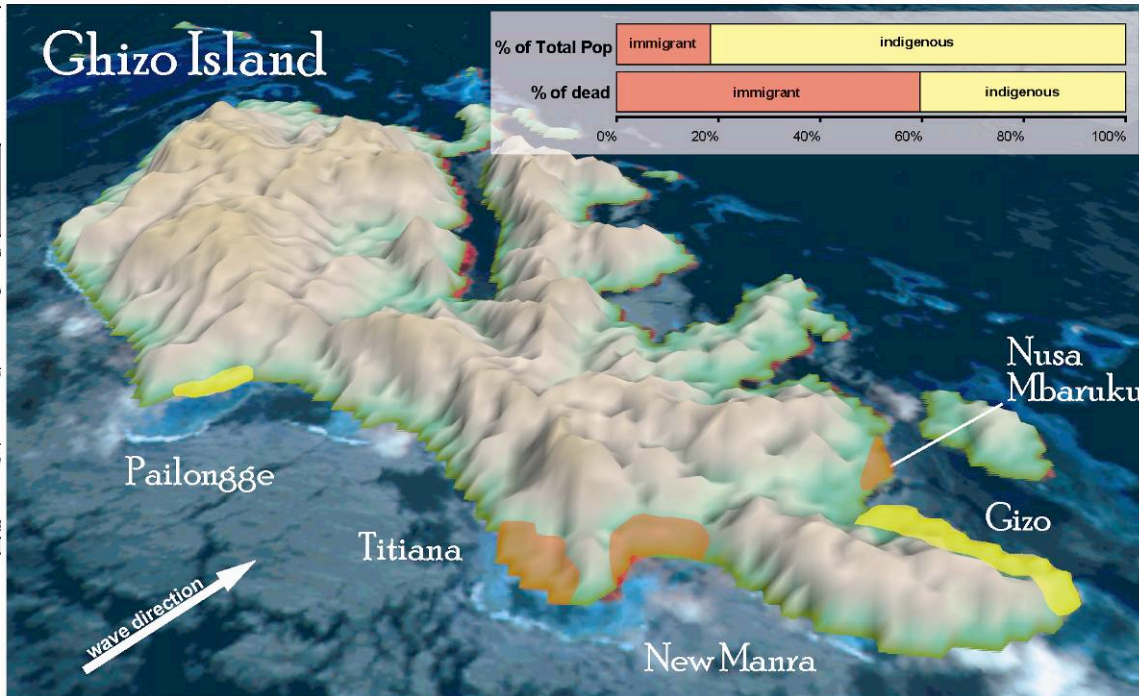 Ghizo Island
% of Total Pop
immigrant
indigenous
% of dead
immigrant
indigenous
0%
20%
40%
60%
80%
100%
Nusa
Mbaruku
Pailongge
Gizo
Titiana
wave direction
New Manra